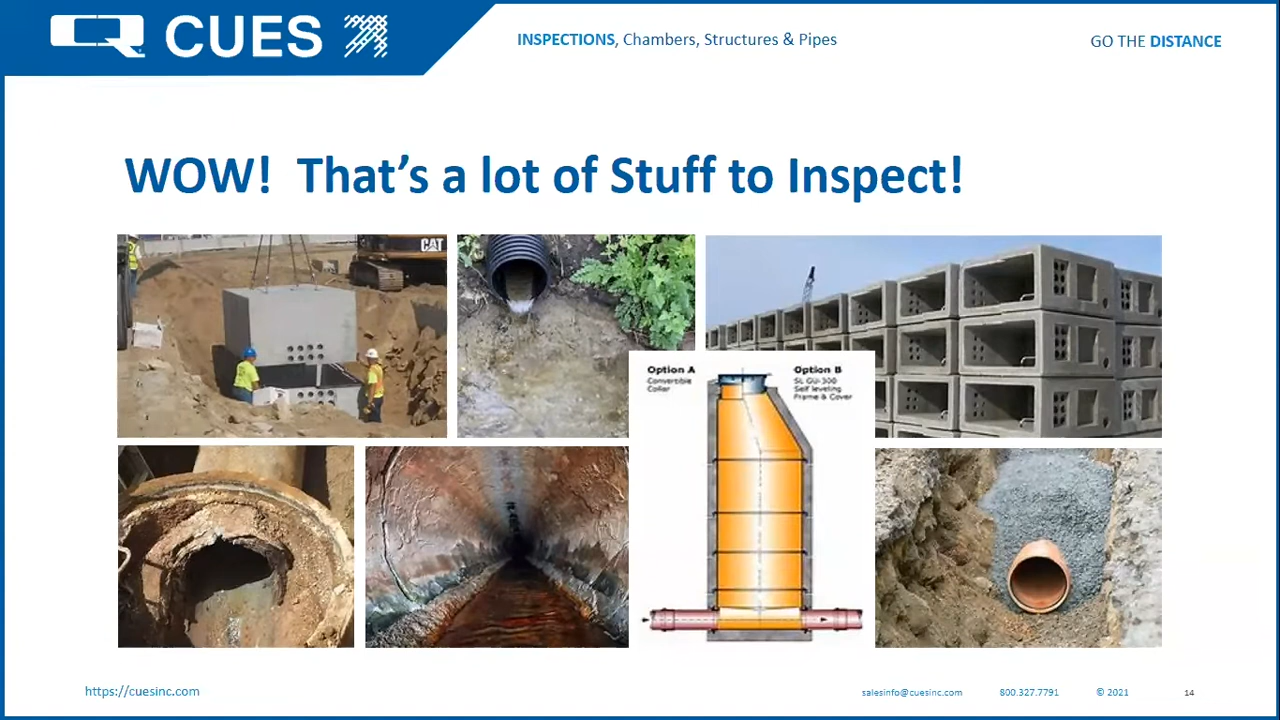 CUES
INSPECTIONS, Chambers, Structures & Pipes
GO THE DISTANCE
WOW! That's a lot of Stuff to Inspect!
CAT
Option A
Convertible
Collar
Option B
SL GU-300
Self leveling
Frame & Cover
https://cuesinc.com
salesinfo@cuesinc.com
800.327.7791
© 2021
14